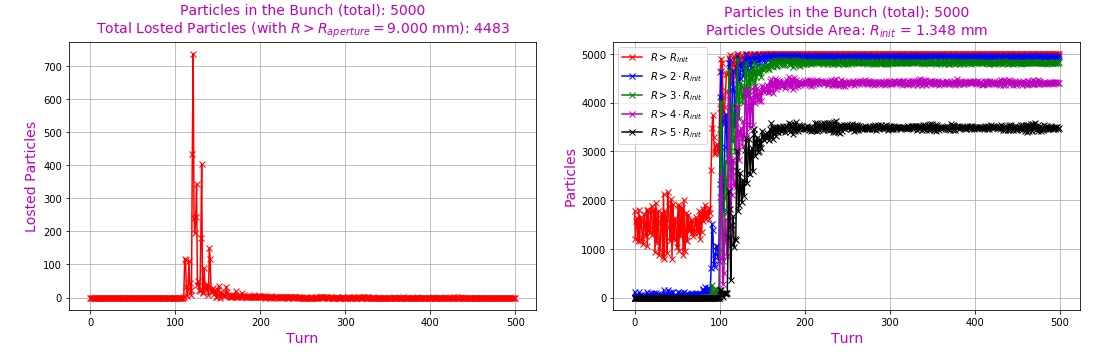 Particles in the Bunch (total): 5000
Total Losted Particles (with R > R_aperture = 9.000 mm): 4483
Losted Particles
700
600
500
400
300
200
100
0
0 100 200 300 400 500
Turn
Particles in the Bunch (total): 5000
Particles Outside Area: R_init = 1.348 mm
Particles
5000
4000
3000
2000
1000
0
R > R_init
R > 2 · R_init
R > 3 · R_init
R > 4 · R_init
R > 5 · R_init
0 100 200 300 400 500
Turn